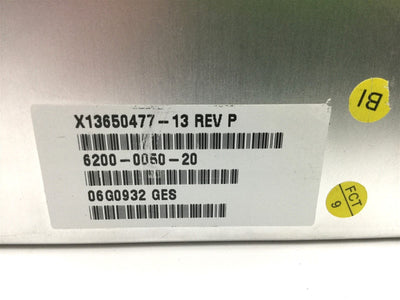 X13650477-13 REV P
6200-0060-20
06G0932 GES
BI
FCT
9